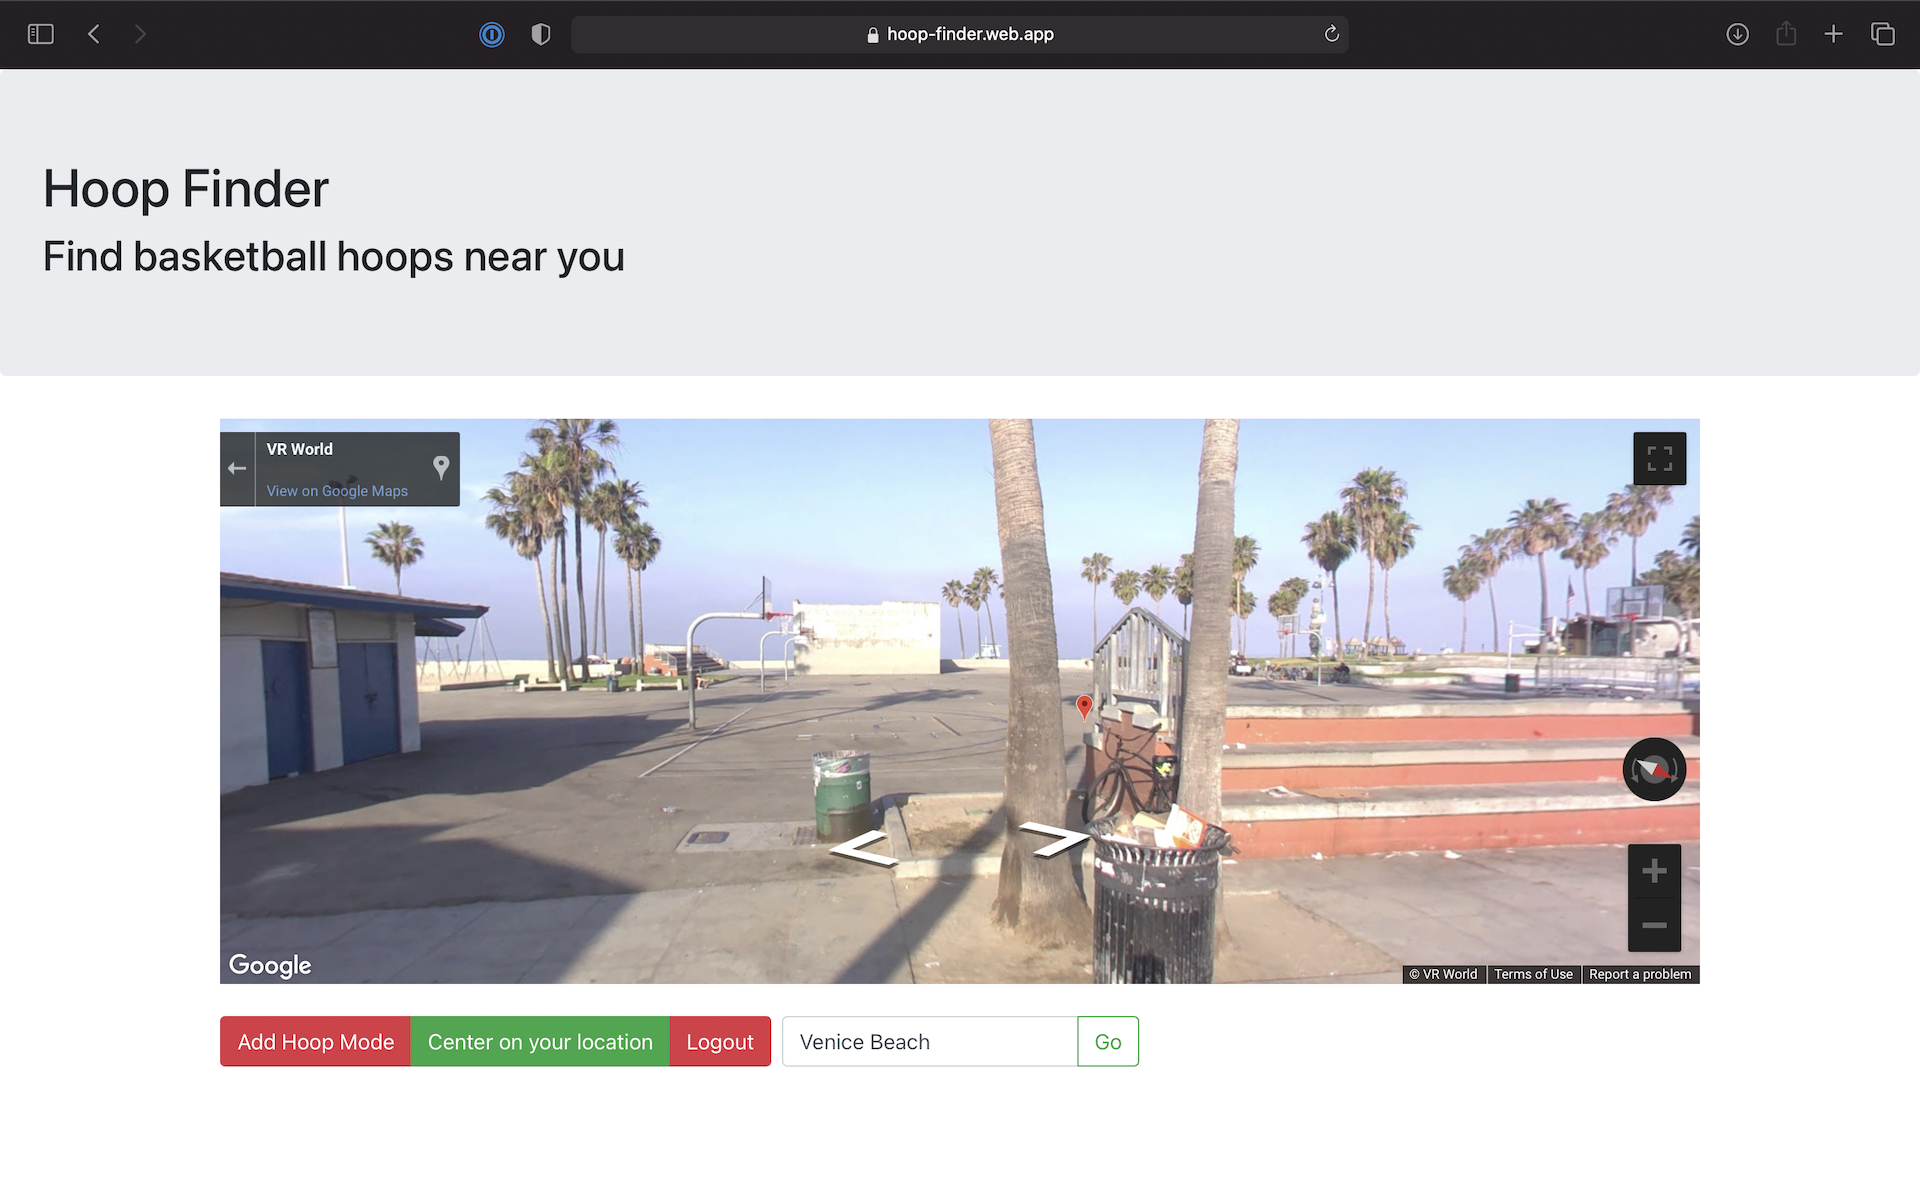 hoop-finder.web.app
Hoop Finder
Find basketball hoops near you
VR World
View on Google Maps
Google
© VR World
Terms of Use
Report a problem
Add Hoop Mode
Center on your location
Logout
Venice Beach
Go